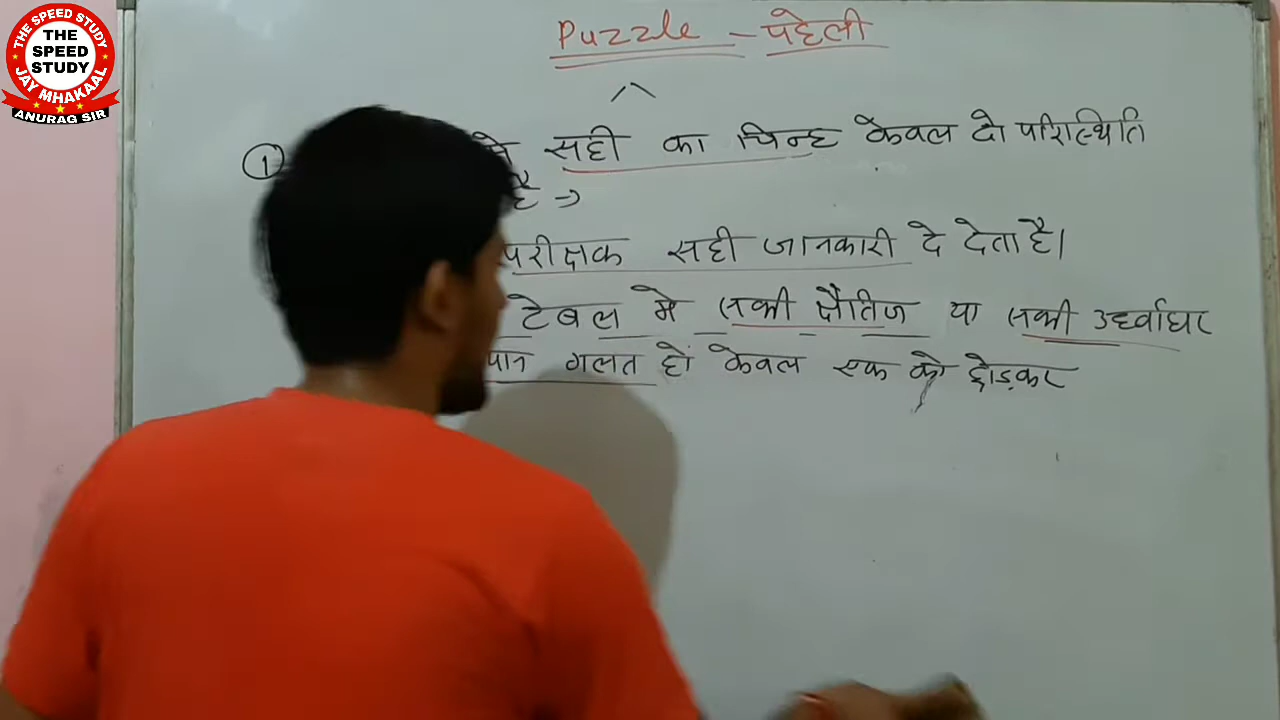 THE SPEED STUDY
THE
SPEED
STUDY
JAY MHAKAAL
ANURAG SIR
Puzzle - पहेली
① सही का चिन्ह केवल दो परिस्थिति
है →
परीक्षक सही जानकारी दे देता है।
टेबल मे सभी क्षैतिज या सभी उर्ध्वाधर
गलत हो केवल एक को छोड़कर